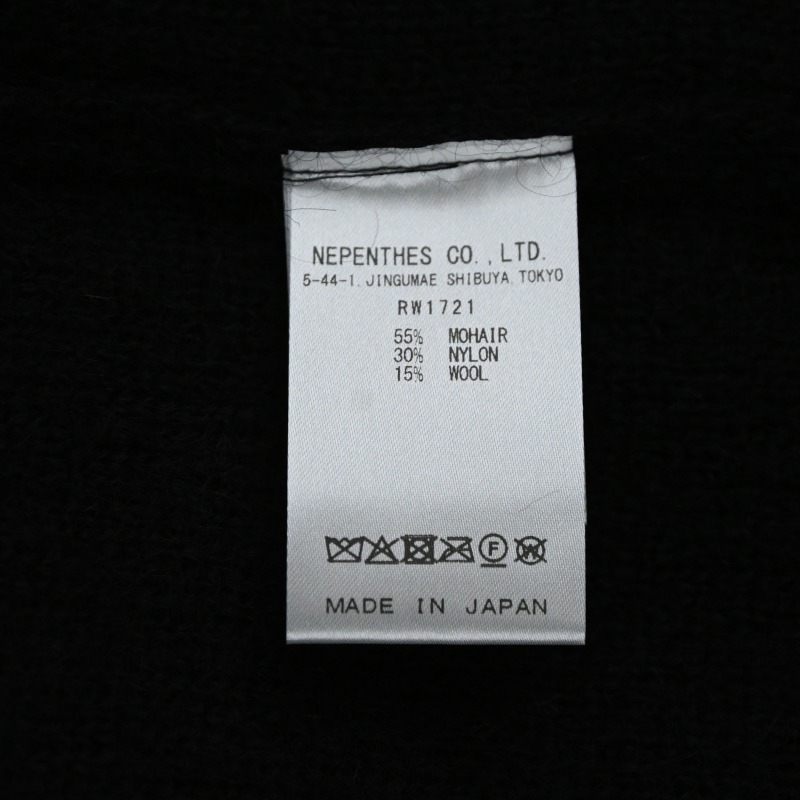 NEPENTHES CO., LTD.
5-44-1. JINGUMAE SHIBUYA. TOKYO
RW1721
55% MOHAIR
30% NYLON
15% WOOL
F W
MADE IN JAPAN